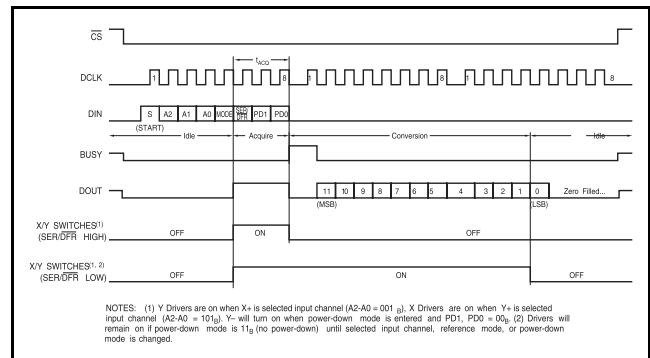 CS
tACQ
DCLK 1 8 1 8 1 8
DIN S A2 A1 A0 MODE SER/DFR PD1 PD0
(START)
Idle Acquire Conversion Idle
BUSY
DOUT 11 10 9 8 7 6 5 4 3 2 1 0 Zero Filled...
(MSB) (LSB)
X/Y SWITCHES(1)
(SER/DFR HIGH) OFF ON OFF
X/Y SWITCHES(1, 2)
(SER/DFR LOW) OFF ON OFF
NOTES: (1) Y Drivers are on when X+ is selected input channel (A2-A0 = 001 B), X Drivers are on when Y+ is selected
input channel (A2-A0 = 101B). Y– will turn on when power-down mode is entered and PD1, PD0 = 00B. (2) Drivers will
remain on if power-down mode is 11B (no power-down) until selected input channel, reference mode, or power-down
mode is changed.